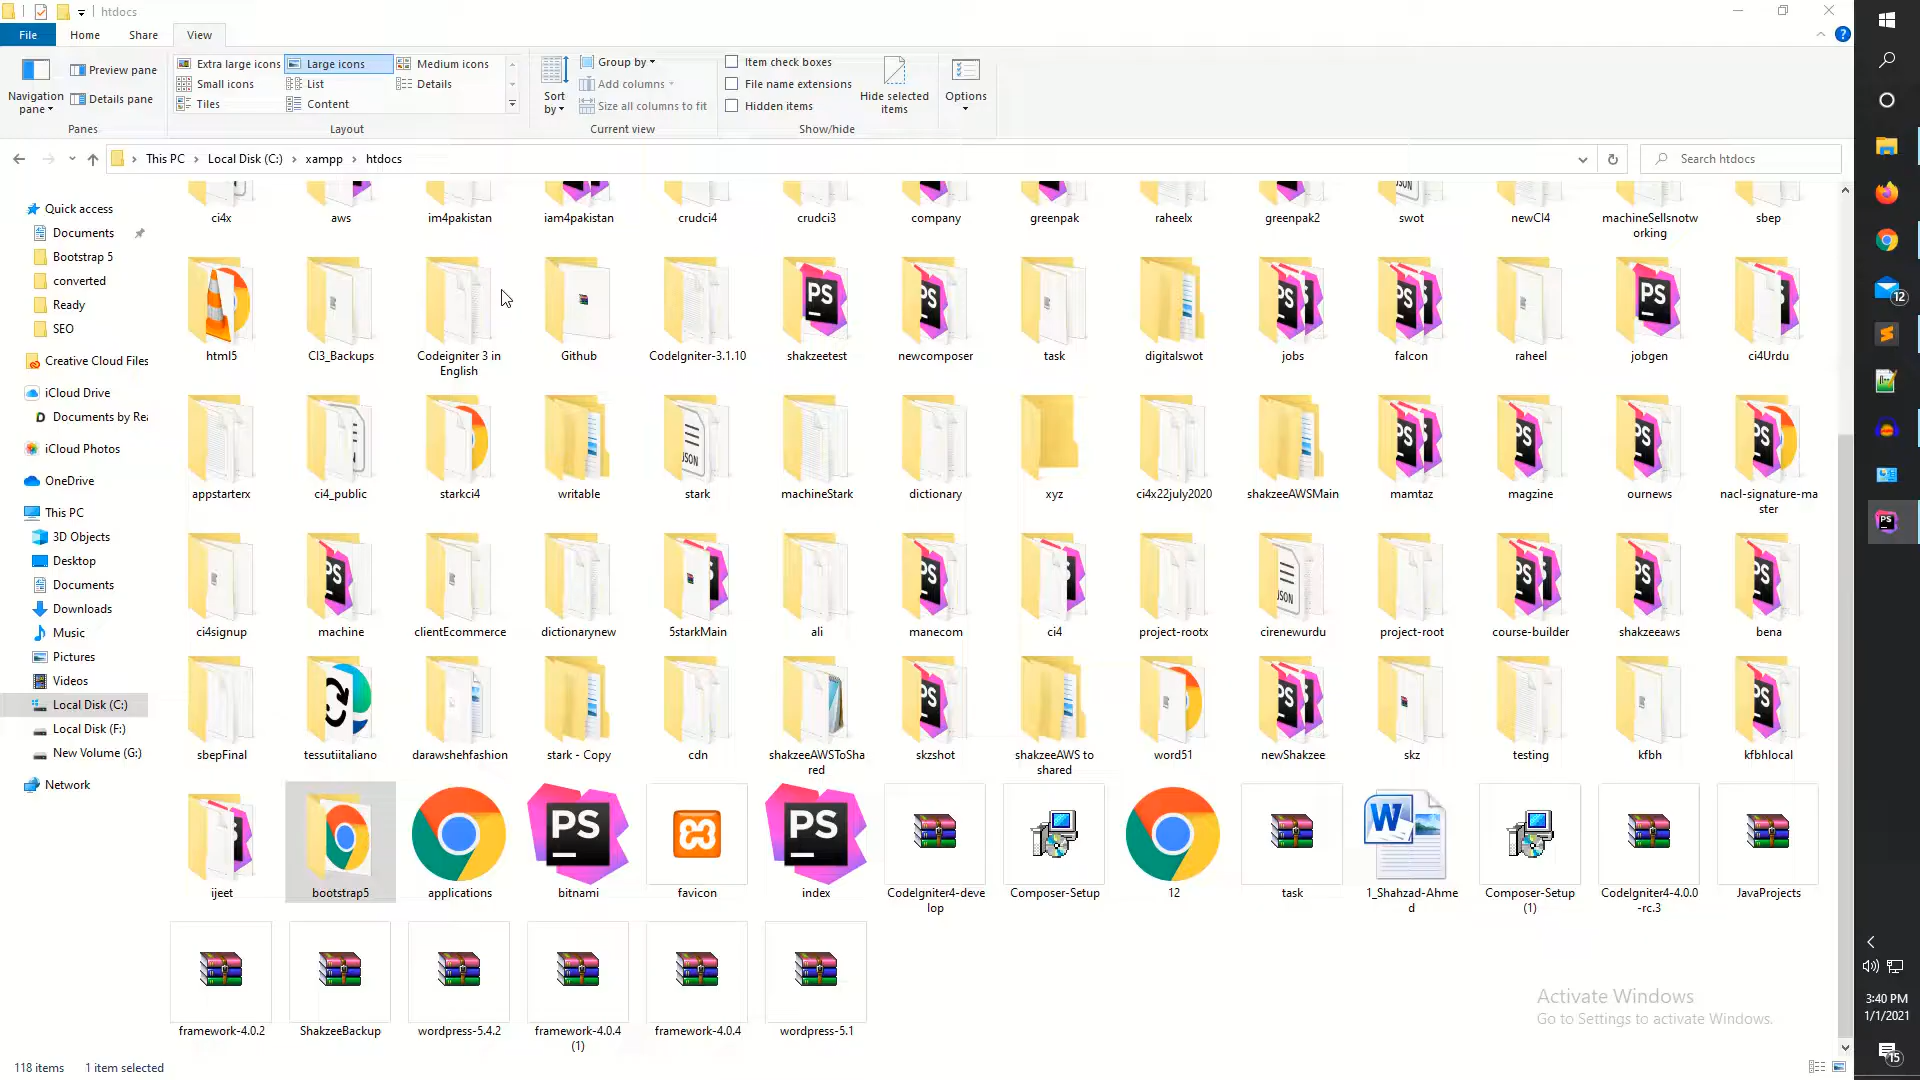 htdocs
File Home Share View
Extra large icons Large icons Medium icons
Small icons List Details
Tiles Content
Preview pane
Details pane
Navigation
pane
Panes
Layout
Sort
by
Group by
Add columns
Size all columns to fit
Current view
Item check boxes
File name extensions
Hidden items
Hide selected
items
Show/hide
Options
This PC Local Disk (C:) xampp htdocs
Search htdocs
Quick access
Documents
Bootstrap 5
converted
Ready
SEO
Creative Cloud Files
iCloud Drive
Documents by Rea
iCloud Photos
OneDrive
This PC
3D Objects
Desktop
Documents
Downloads
Music
Pictures
Videos
Local Disk (C:)
Local Disk (F:)
New Volume (G:)
Network
ci4x aws im4pakistan iam4pakistan crudci4 crudci3 company greenpak raheelx greenpak2 swot newCI4 machineSellsnotw sbep
orking
html5 CI3_Backups Codeigniter 3 in Github CodeIgniter-3.1.10 shakzeetest newcomposer task digitalswot jobs falcon raheel jobgen ci4Urdu
English
appstarterx ci4_public starkci4 writable stark machineStark dictionary xyz ci4x22july2020 shakzeeAWSMain mamtaz magzine ournews nacl-signature-ma
ster
ci4signup machine clientEcommerce dictionarynew 5starkMain ali manecom ci4 project-rootx cirenewurdu project-root course-builder shakzeeaws bena
sbepFinal tessutiitaliano darawshehfashion stark - Copy cdn shakzeeAWSToSha skzshot shakzeeAWS to word51 newShakzee skz testing kfbh kfbhlocal
red shared
ijeet bootstrap5 applications bitnami favicon index CodeIgniter4-deve Composer-Setup 12 task 1_Shahzad-Ahme Composer-Setup CodeIgniter4-4.0.0 JavaProjects
lop d (1) -rc.3
framework-4.0.2 ShakzeeBackup wordpress-5.4.2 framework-4.0.4 framework-4.0.4 wordpress-5.1
(1)
Activate Windows
Go to Settings to activate Windows.
118 items 1 item selected
12
3:40 PM
1/1/2021
15